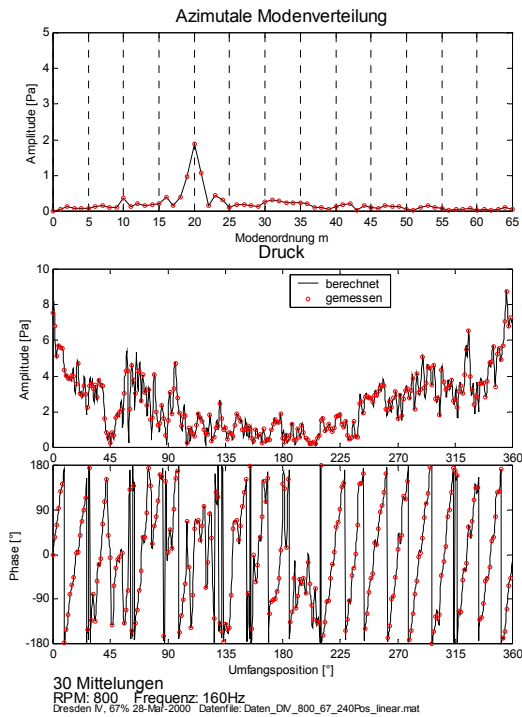 Azimutale Modenverteilung
Amplitude [Pa]
5
4
3
2
1
0
0 5 10 15 20 25 30 35 40 45 50 55 60 65
Modenordnung m
Druck
berechnet
gemessen
Amplitude [Pa]
10
8
6
4
2
0
0 45 90 135 180 225 270 315 360
Phase [°]
180
90
0
-90
-180
0 45 90 135 180 225 270 315 360
Umfangsposition [°]
30 Mittelungen
RPM: 800 Frequenz: 160Hz
Dresden IV, 67% 28-Mar-2000 Datenfile: Daten_DIV_800_67_240Pos_linear.mat